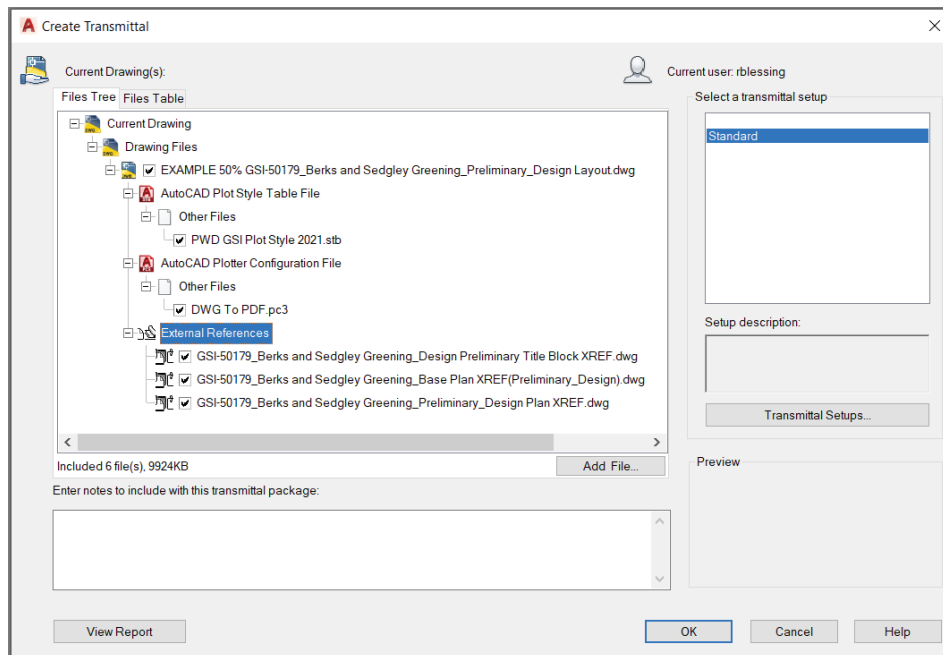 Create Transmittal
Current Drawing(s):
Current user: rblessing
Files Tree
Files Table
Current Drawing
Drawing Files
EXAMPLE 50% GSI-50179_Berks and Sedgley Greening_Preliminary_Design Layout.dwg
AutoCAD Plot Style Table File
Other Files
PWD GSI Plot Style 2021.stb
AutoCAD Plotter Configuration File
Other Files
DWG To PDF.pc3
External References
GSI-50179_Berks and Sedgley Greening_Design Preliminary Title Block XREF.dwg
GSI-50179_Berks and Sedgley Greening_Base Plan XREF(Preliminary_Design).dwg
GSI-50179_Berks and Sedgley Greening_Preliminary_Design Plan XREF.dwg
Included 6 file(s), 9924KB
Add File...
Enter notes to include with this transmittal package:
Select a transmittal setup
Standard
Setup description:
Transmittal Setups...
Preview
View Report
OK
Cancel
Help